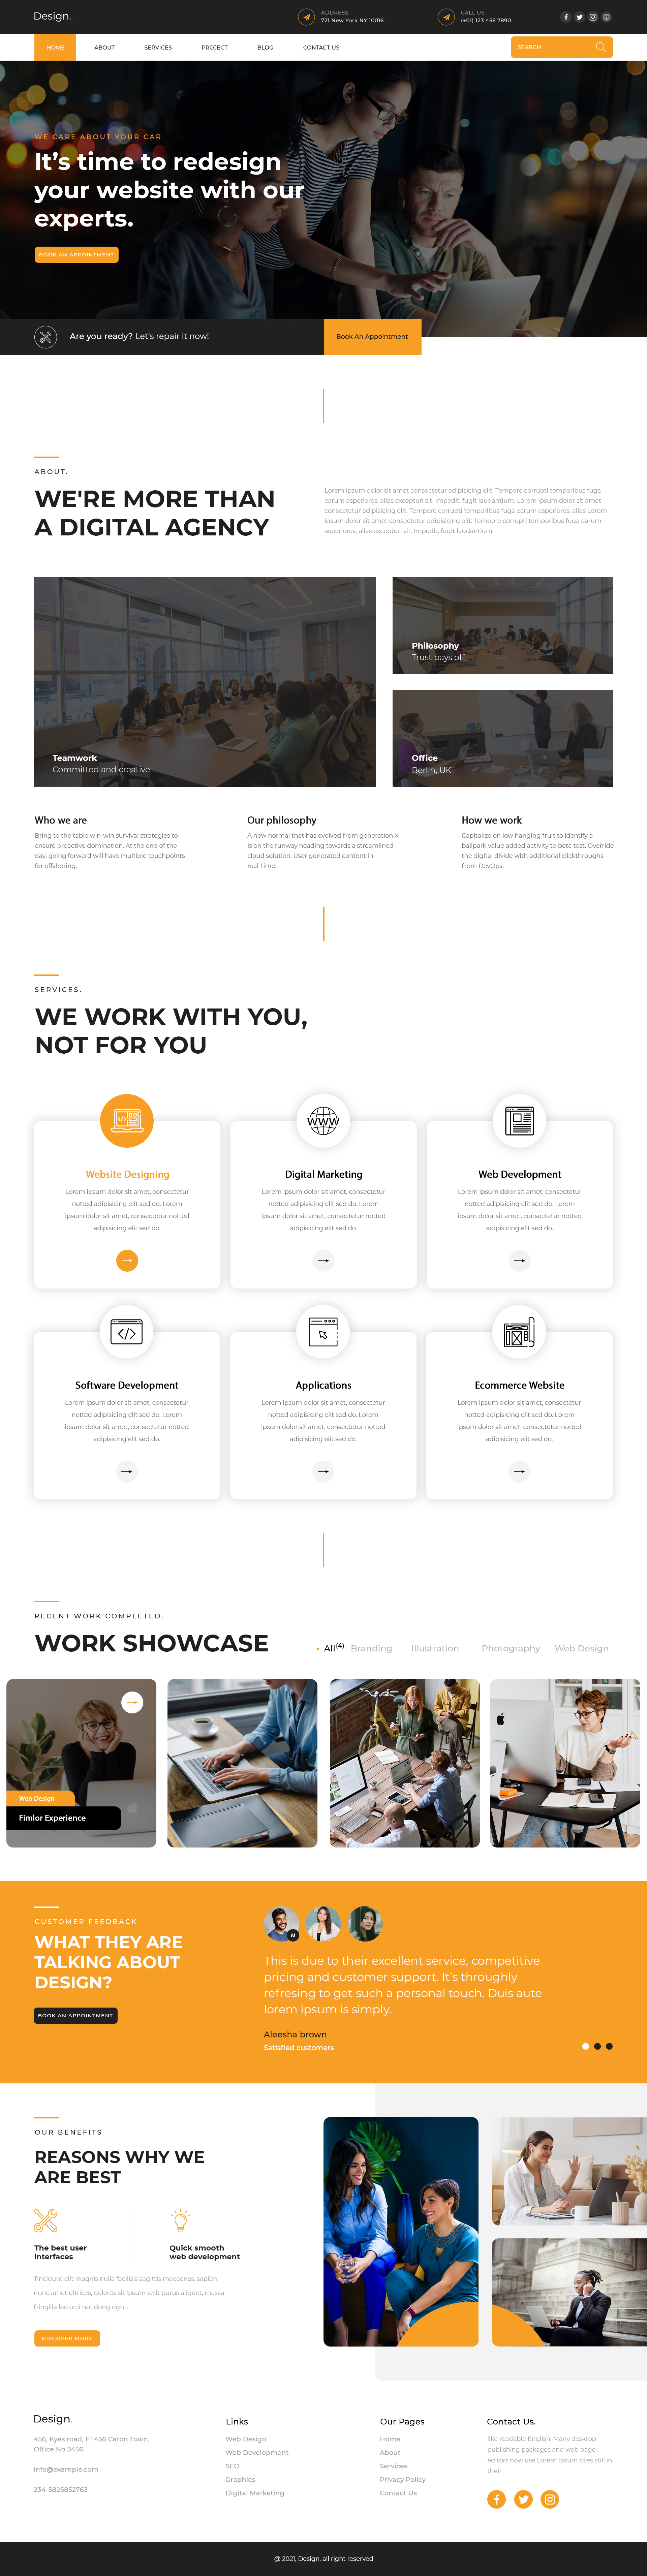 Design.
ADDRESS
721 New York NY 10016
CALL US
(+01) 123 456 7890
HOME
ABOUT
SERVICES
PROJECT
BLOG
CONTACT US
SEARCH
WE CARE ABOUT YOUR CAR
It's time to redesign
your website with our
experts.
BOOK AN APPOINTMENT
Are you ready? Let's repair it now!
Book An Appointment
ABOUT.
WE'RE MORE THAN
A DIGITAL AGENCY
Lorem ipsum dolor sit amet consectetur adipisicing elit. Tempore corrupti temporibus fuga
earum asperiores, alias excepturi sit. Impedit, fugit laudantium. Lorem ipsum dolor sit amet
consectetur adipisicing elit. Tempore corrupti temporibus fuga earum asperiores, alias Lorem
ipsum dolor sit amet consectetur adipisicing elit. Tempore corrupti temporibus fuga earum
asperiores, alias excepturi sit. Impedit, fugit laudantium.
Teamwork
Committed and creative
Philosophy
Trust pays off.
Office
Berlin, UK
Who we are
Bring to the table win-win survival strategies to
ensure proactive domination. At the end of the
day, going forward will have multiple touchpoints
for offshoring.
Our philosophy
A new normal that has evolved from generation X
is on the runway heading towards a streamlined
cloud solution. User generated content in
real-time.
How we work
Capitalize on low hanging fruit to identify a
ballpark value added activity to beta test. Override
the digital divide with additional clickthroughs
from DevOps.
SERVICES.
WE WORK WITH YOU,
NOT FOR YOU
Website Designing
Lorem ipsum dolor sit amet, consectetur
notted adipisicing elit sed do. Lorem
ipsum dolor sit amet, consectetur notted
adipisicing elit sed do.
WWW
Digital Marketing
Lorem ipsum dolor sit amet, consectetur
notted adipisicing elit sed do. Lorem
ipsum dolor sit amet, consectetur notted
adipisicing elit sed do.
Web Development
Lorem ipsum dolor sit amet, consectetur
notted adipisicing elit sed do. Lorem
ipsum dolor sit amet, consectetur notted
adipisicing elit sed do.
Software Development
Lorem ipsum dolor sit amet, consectetur
notted adipisicing elit sed do. Lorem
ipsum dolor sit amet, consectetur notted
adipisicing elit sed do.
Applications
Lorem ipsum dolor sit amet, consectetur
notted adipisicing elit sed do. Lorem
ipsum dolor sit amet, consectetur notted
adipisicing elit sed do.
Ecommerce Website
Lorem ipsum dolor sit amet, consectetur
notted adipisicing elit sed do. Lorem
ipsum dolor sit amet, consectetur notted
adipisicing elit sed do.
RECENT WORK COMPLETED.
WORK SHOWCASE
All(4)
Branding
Illustration
Photography
Web Design
Web Design
Fimlor Experience
CUSTOMER FEEDBACK
WHAT THEY ARE
TALKING ABOUT
DESIGN?
BOOK AN APPOINTMENT
This is due to their excellent service, competitive
pricing and customer support. It's throughly
refresing to get such a personal touch. Duis aute
lorem ipsum is simply.
Aleesha brown
Satisfied customers
OUR BENEFITS
REASONS WHY WE
ARE BEST
The best user
interfaces
Quick smooth
web development
Tincidunt elit magnis nulla facilisis sagittis maecenas. sapien
nunc amet ultrices, dolores sit ipsum velit purus aliquet, massa
fringilla leo orci not dong right.
DISCOVER MORE
Design.
456, Kyes road, F1 456 Caron Town.
Office No 3456
info@example.com
234-5825852763
Links
Web Design
Web Development
SEO
Graphics
Digital Marketing
Our Pages
Home
About
Services
Privacy Policy
Contact Us
Contact Us.
like readable English. Many desktop
publishing packages and web page
editors now use Lorem Ipsum sites still in
their
@ 2021, Design. all right reserved